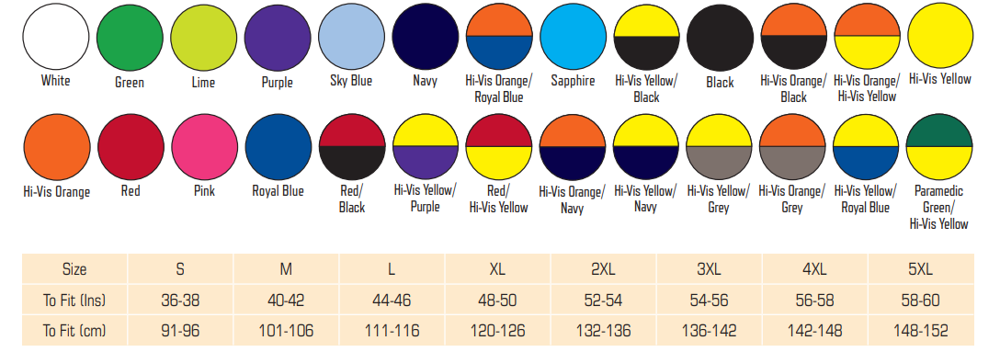 White
Green
Lime
Purple
Sky Blue
Navy
Hi-Vis Orange/
Royal Blue
Sapphire
Hi-Vis Yellow/
Black
Black
Hi-Vis Orange/
Black
Hi-Vis Orange/
Hi-Vis Yellow
Hi-Vis Yellow
Hi-Vis Orange
Red
Pink
Royal Blue
Red/
Black
Hi-Vis Yellow/
Purple
Red/
Hi-Vis Yellow
Hi-Vis Orange/
Navy
Hi-Vis Yellow/
Navy
Hi-Vis Yellow/
Grey
Hi-Vis Orange/
Grey
Hi-Vis Yellow/
Royal Blue
Paramedic
Green/
Hi-Vis Yellow
Size S M L XL 2XL 3XL 4XL 5XL
To Fit (Ins) 36-38 40-42 44-46 48-50 52-54 54-56 56-58 58-60
To Fit (cm) 91-96 101-106 111-116 120-126 132-136 136-142 142-148 148-152